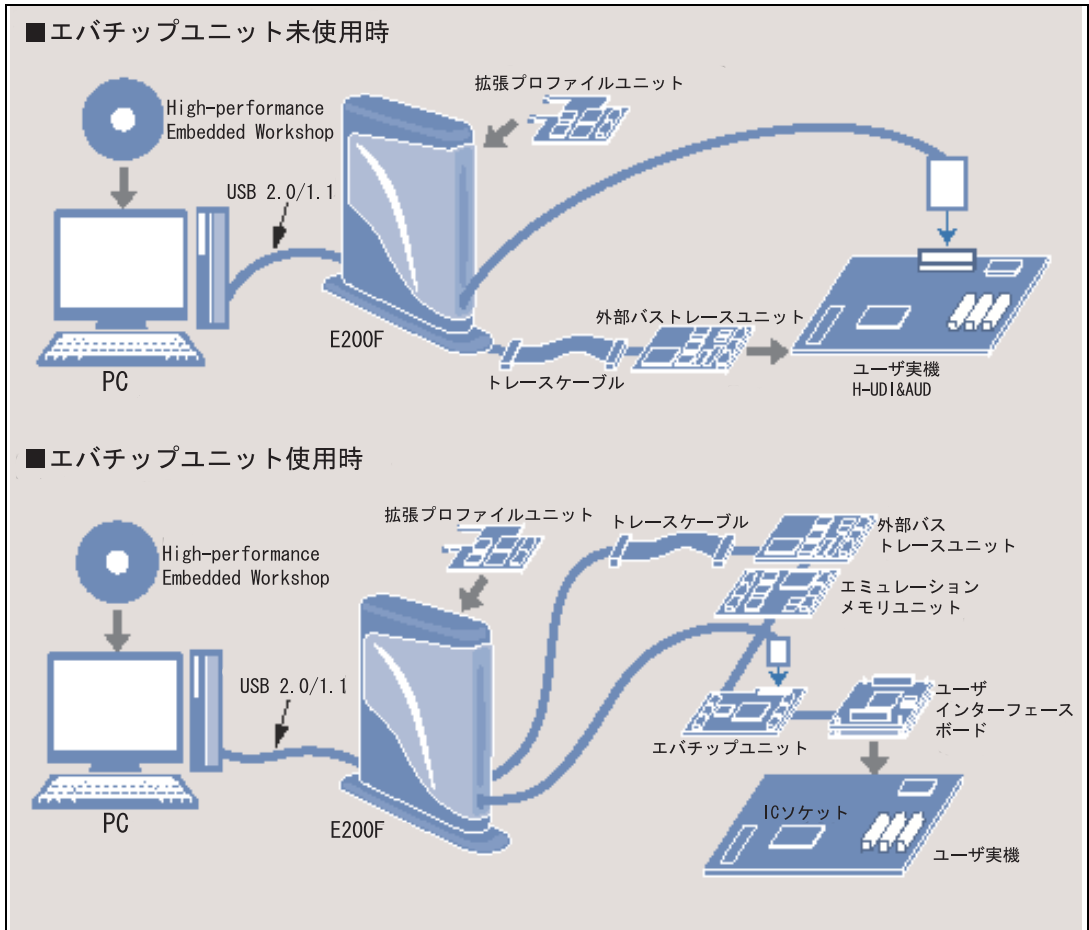 ■エバチップユニット未使用時
拡張プロファイルユニット
High-performance
Embedded Workshop
USB 2.0/1.1
E200F
外部バストレースユニット
PC
トレースケーブル
ユーザ実機
H-UDI&AUD
■エバチップユニット使用時
拡張プロファイルユニット
トレースケーブル
外部バス
トレースユニット
High-performance
Embedded Workshop
エミュレーション
メモリユニット
USB 2.0/1.1
ユーザ
インターフェース
ボード
エバチップユニット
PC
E200F
ICソケット
ユーザ実機